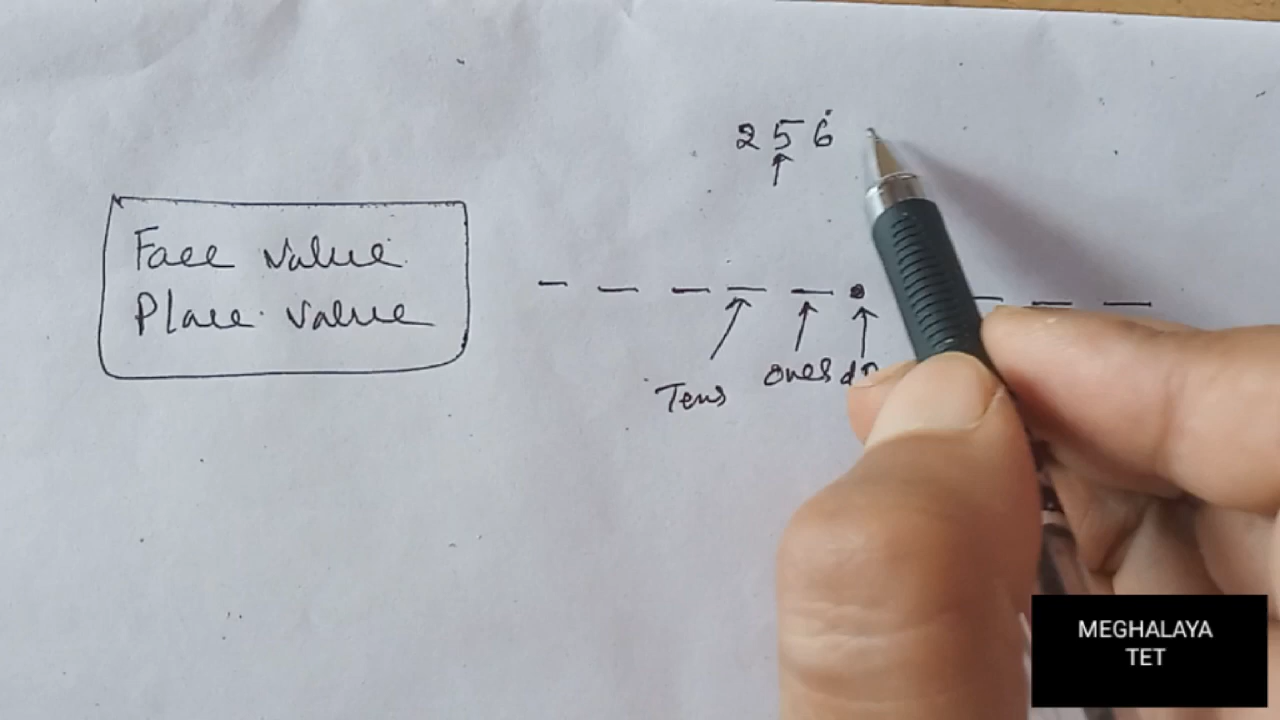 256
Face value
Place value
Tens
ones
MEGHALAYA
TET